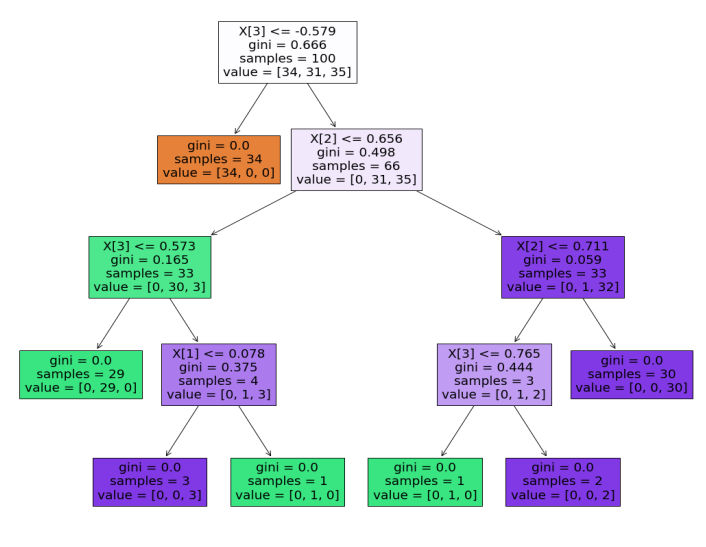 X[3] <= -0.579
gini = 0.666
samples = 100
value = [34, 31, 35]
gini = 0.0
samples = 34
value = [34, 0, 0]
X[2] <= 0.656
gini = 0.498
samples = 66
value = [0, 31, 35]
X[3] <= 0.573
gini = 0.165
samples = 33
value = [0, 30, 3]
X[2] <= 0.711
gini = 0.059
samples = 33
value = [0, 1, 32]
gini = 0.0
samples = 29
value = [0, 29, 0]
X[1] <= 0.078
gini = 0.375
samples = 4
value = [0, 1, 3]
X[3] <= 0.765
gini = 0.444
samples = 3
value = [0, 1, 2]
gini = 0.0
samples = 30
value = [0, 0, 30]
gini = 0.0
samples = 3
value = [0, 0, 3]
gini = 0.0
samples = 1
value = [0, 1, 0]
gini = 0.0
samples = 1
value = [0, 1, 0]
gini = 0.0
samples = 2
value = [0, 0, 2]